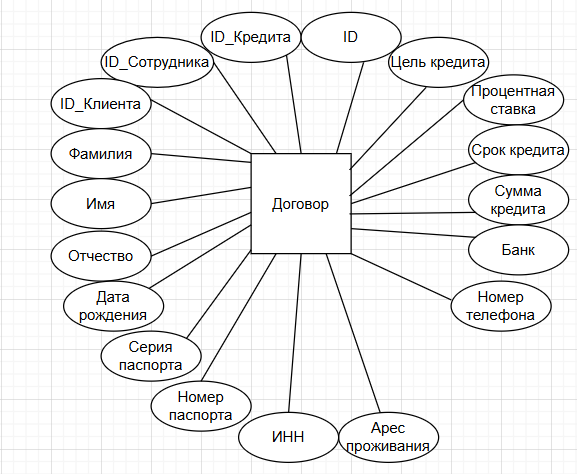 ID_Кредита
ID
ID_Сотрудника
Цель кредита
ID_Клиента
Процентная
ставка
Фамилия
Срок кредита
Имя
Договор
Сумма
кредита
Отчество
Банк
Дата
рождения
Номер
телефона
Серия
паспорта
Номер
паспорта
ИНН
Арес
проживания